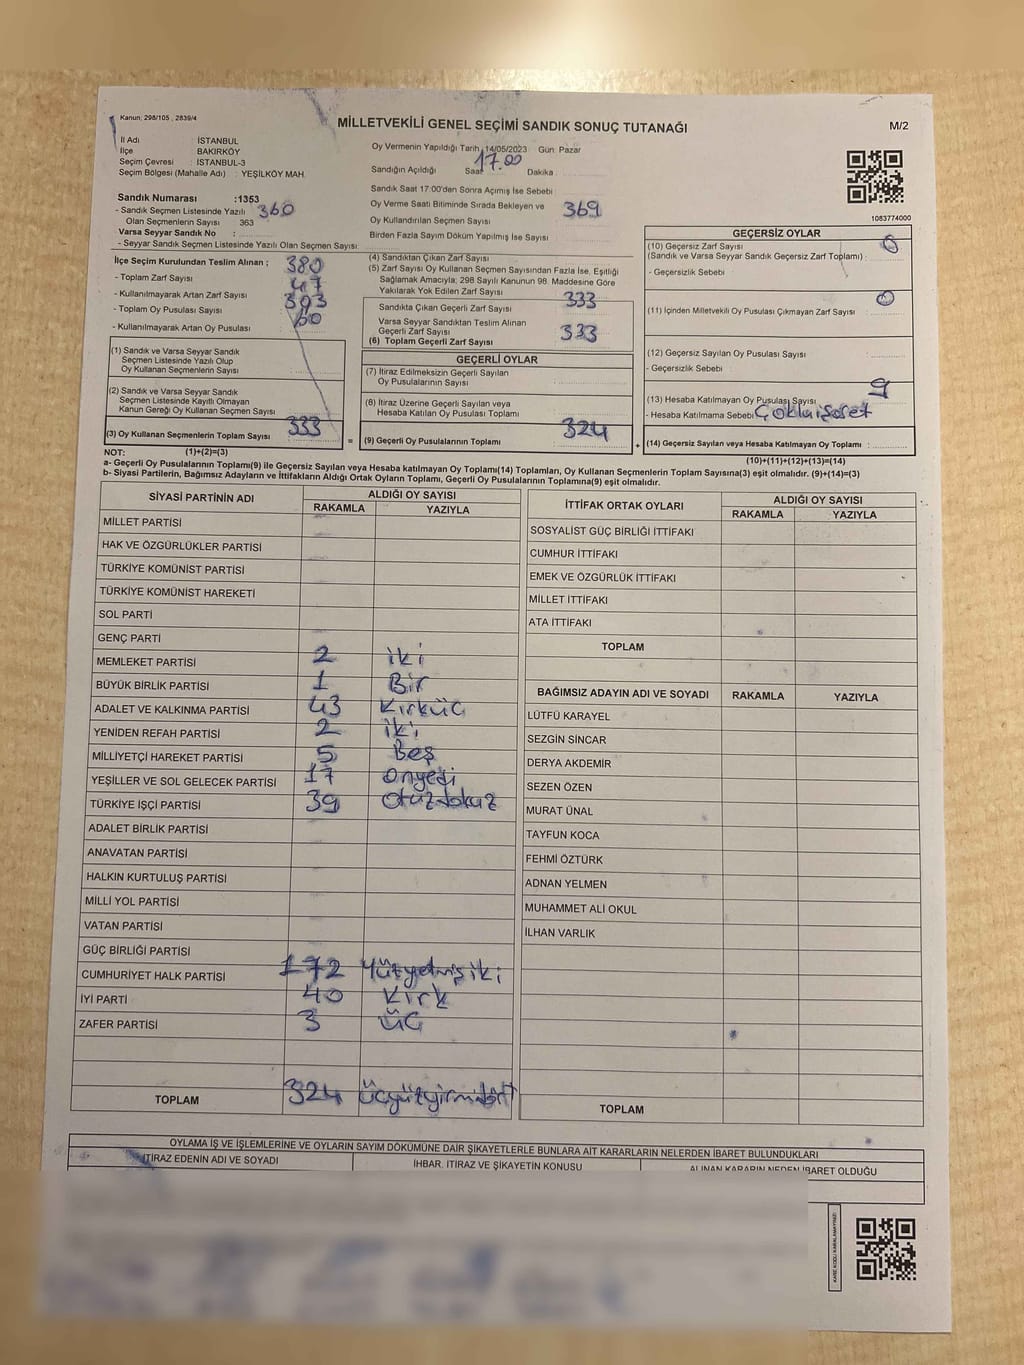 Kanun: 298/105 , 2839/4
MİLLETVEKİLİ GENEL SEÇİMİ SANDIK SONUÇ TUTANAĞI
M/2
İl Adı : İSTANBUL
İlçe : BAKIRKÖY
Seçim Çevresi : İSTANBUL-3
Seçim Bölgesi (Mahalle Adı) : YEŞİLKÖY MAH.
Oy Vermenin Yapıldığı Tarih : 14/05/2023 Gün: Pazar
Sandığın Açıldığı Saat 17.00 Dakika
Sandık Saat 17:00'den Sonra Açılmış İse Sebebi
Sandık Numarası :1353
- Sandık Seçmen Listesinde Yazılı 360
Olan Seçmenlerin Sayısı : 363
Varsa Seyyar Sandık No :
- Seyyar Sandık Seçmen Listesinde Yazılı Olan Seçmen Sayısı:
Oy Verme Saati Bitiminde Sırada Bekleyen ve 369
Oy Kullandırılan Seçmen Sayısı
Birden Fazla Sayım Döküm Yapılmış İse Sayısı
1083774000
İlçe Seçim Kurulundan Teslim Alınan ; 380
- Toplam Zarf Sayısı 47
- Kullanılmayarak Artan Zarf Sayısı 393
- Toplam Oy Pusulası Sayısı 60
- Kullanılmayarak Artan Oy Pusulası
(1) Sandık ve Varsa Seyyar Sandık
Seçmen Listesinde Yazılı Olup
Oy Kullanan Seçmenlerin Sayısı
(2) Sandık ve Varsa Seyyar Sandık
Seçmen Listesinde Kayıtlı Olmayan
Kanun Gereği Oy Kullanan Seçmen Sayısı
(3) Oy Kullanan Seçmenlerin Toplam Sayısı 333
(1)+(2)=(3)
(4) Sandıktan Çıkan Zarf Sayısı
(5) Zarf Sayısı Oy Kullanan Seçmen Sayısından Fazla İse, Eşitliği
Sağlamak Amacıyla; 298 Sayılı Kanunun 98. Maddesine Göre
Yakılarak Yok Edilen Zarf Sayısı
Sandıkta Çıkan Geçerli Zarf Sayısı 333
Varsa Seyyar Sandıktan Teslim Alınan
Geçerli Zarf Sayısı 333
(6) Toplam Geçerli Zarf Sayısı
GEÇERLİ OYLAR
(7) İtiraz Edilmeksizin Geçerli Sayılan
Oy Pusulalarının Sayısı
(8) İtiraz Üzerine Geçerli Sayılan veya
Hesaba Katılan Oy Pusulası Toplamı
= (9) Geçerli Oy Pusulalarının Toplamı 324
GEÇERSİZ OYLAR
(10) Geçersiz Zarf Sayısı 0
(Sandık ve Varsa Seyyar Sandık Geçersiz Zarf Toplamı) :
- Geçersizlik Sebebi
(11) İçinden Milletvekili Oy Pusulası Çıkmayan Zarf Sayısı 0
(12) Geçersiz Sayılan Oy Pusulası Sayısı :
- Geçersizlik Sebebi
(13) Hesaba Katılmayan Oy Pusulası Sayısı 9
- Hesaba Katılmama Sebebi Çoklu işaret
+ (14) Geçersiz Sayılan veya Hesaba Katılmayan Oy Toplamı :
(10)+(11)+(12)+(13)=(14)
NOT:
a- Geçerli Oy Pusulalarının Toplamı(9) ile Geçersiz Sayılan veya Hesaba katılmayan Oy Toplamı(14) Toplamları, Oy Kullanan Seçmenlerin Toplam Sayısına(3) eşit olmalıdır. (9)+(14)=(3)
b- Siyasi Partilerin, Bağımsız Adayların ve İttifakların Aldığı Ortak Oyların Toplamı, Geçerli Oy Pusulalarının Toplamına(9) eşit olmalıdır.
SİYASİ PARTİNİN ADI ALDIĞI OY SAYISI
RAKAMLA YAZIYLA
MİLLET PARTİSİ
HAK VE ÖZGÜRLÜKLER PARTİSİ
TÜRKİYE KOMÜNİST PARTİSİ
TÜRKİYE KOMÜNİST HAREKETİ
SOL PARTİ
GENÇ PARTİ
MEMLEKET PARTİSİ 2 iki
BÜYÜK BİRLİK PARTİSİ 1 Bir
ADALET VE KALKINMA PARTİSİ 43 Kırküç
YENİDEN REFAH PARTİSİ 2 iki
MİLLİYETÇİ HAREKET PARTİSİ 5 Beş
YEŞİLLER VE SOL GELECEK PARTİSİ 17 Onyedi
TÜRKİYE İŞÇİ PARTİSİ 39 Otuzdokuz
ADALET BİRLİK PARTİSİ
ANAVATAN PARTİSİ
HALKIN KURTULUŞ PARTİSİ
MİLLİ YOL PARTİSİ
VATAN PARTİSİ
GÜÇ BİRLİĞİ PARTİSİ
CUMHURİYET HALK PARTİSİ 172 Yüzyetmişiki
İYİ PARTİ 40 Kırk
ZAFER PARTİSİ 3 üç
TOPLAM 324 üçyüzyirmidört
İTTİFAK ORTAK OYLARI ALDIĞI OY SAYISI
RAKAMLA YAZIYLA
SOSYALİST GÜÇ BİRLİĞİ İTTİFAKI
CUMHUR İTTİFAKI
EMEK VE ÖZGÜRLÜK İTTİFAKI
MİLLET İTTİFAKI
ATA İTTİFAKI
TOPLAM
BAĞIMSIZ ADAYIN ADI VE SOYADI RAKAMLA YAZIYLA
LÜTFÜ KARAYEL
SEZGİN SİNCAR
DERYA AKDEMİR
SEZEN ÖZEN
MURAT ÜNAL
TAYFUN KOCA
FEHMİ ÖZTÜRK
ADNAN YELMEN
MUHAMMET ALİ OKUL
İLHAN VARLIK
TOPLAM
OYLAMA İŞ VE İŞLEMLERİNE VE OYLARIN SAYIM DÖKÜMÜNE DAİR ŞİKAYETLERLE BUNLARA AİT KARARLARIN NELERDEN İBARET BULUNDUKLARI
İTİRAZ EDENİN ADI VE SOYADI İHBAR, İTİRAZ VE ŞİKAYETİN KONUSU ALINAN KARARIN NEDEN İBARET OLDUĞU
KARE KODU KARALAMAYINIZ!